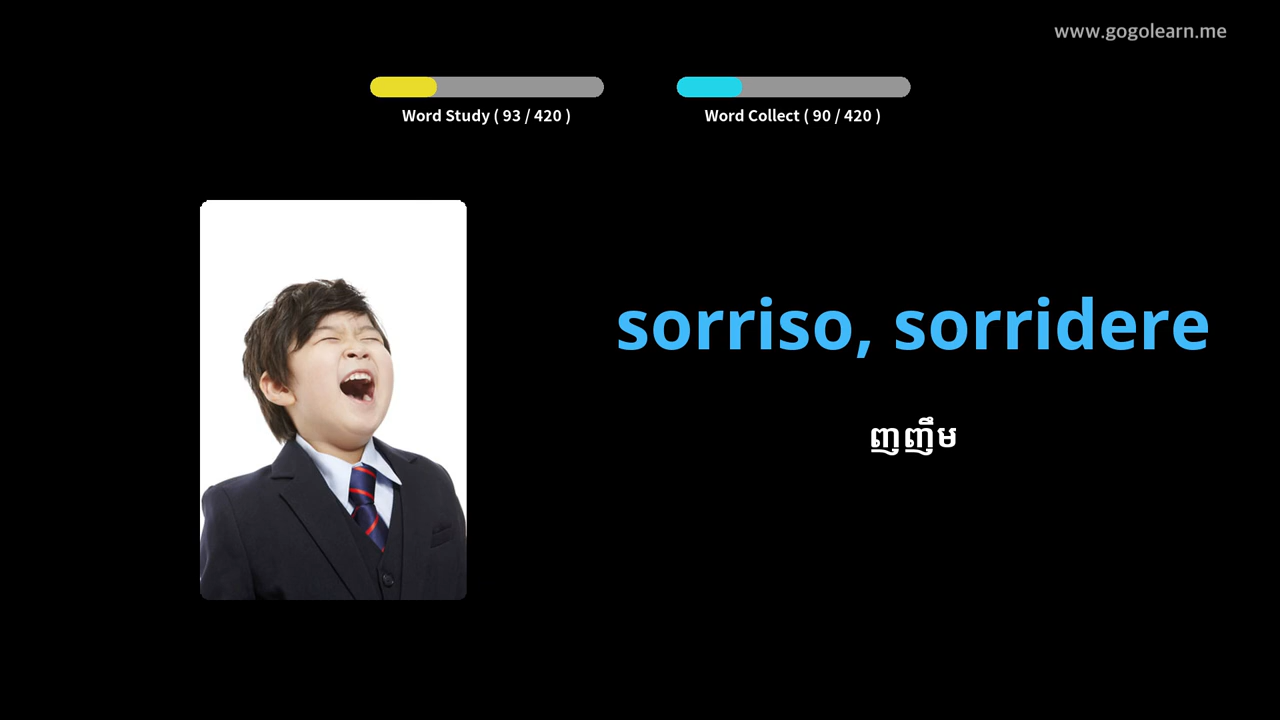 www.gogolearn.me
Word Study ( 93 / 420 )
Word Collect ( 90 / 420 )
sorriso, sorridere
ញញឹម